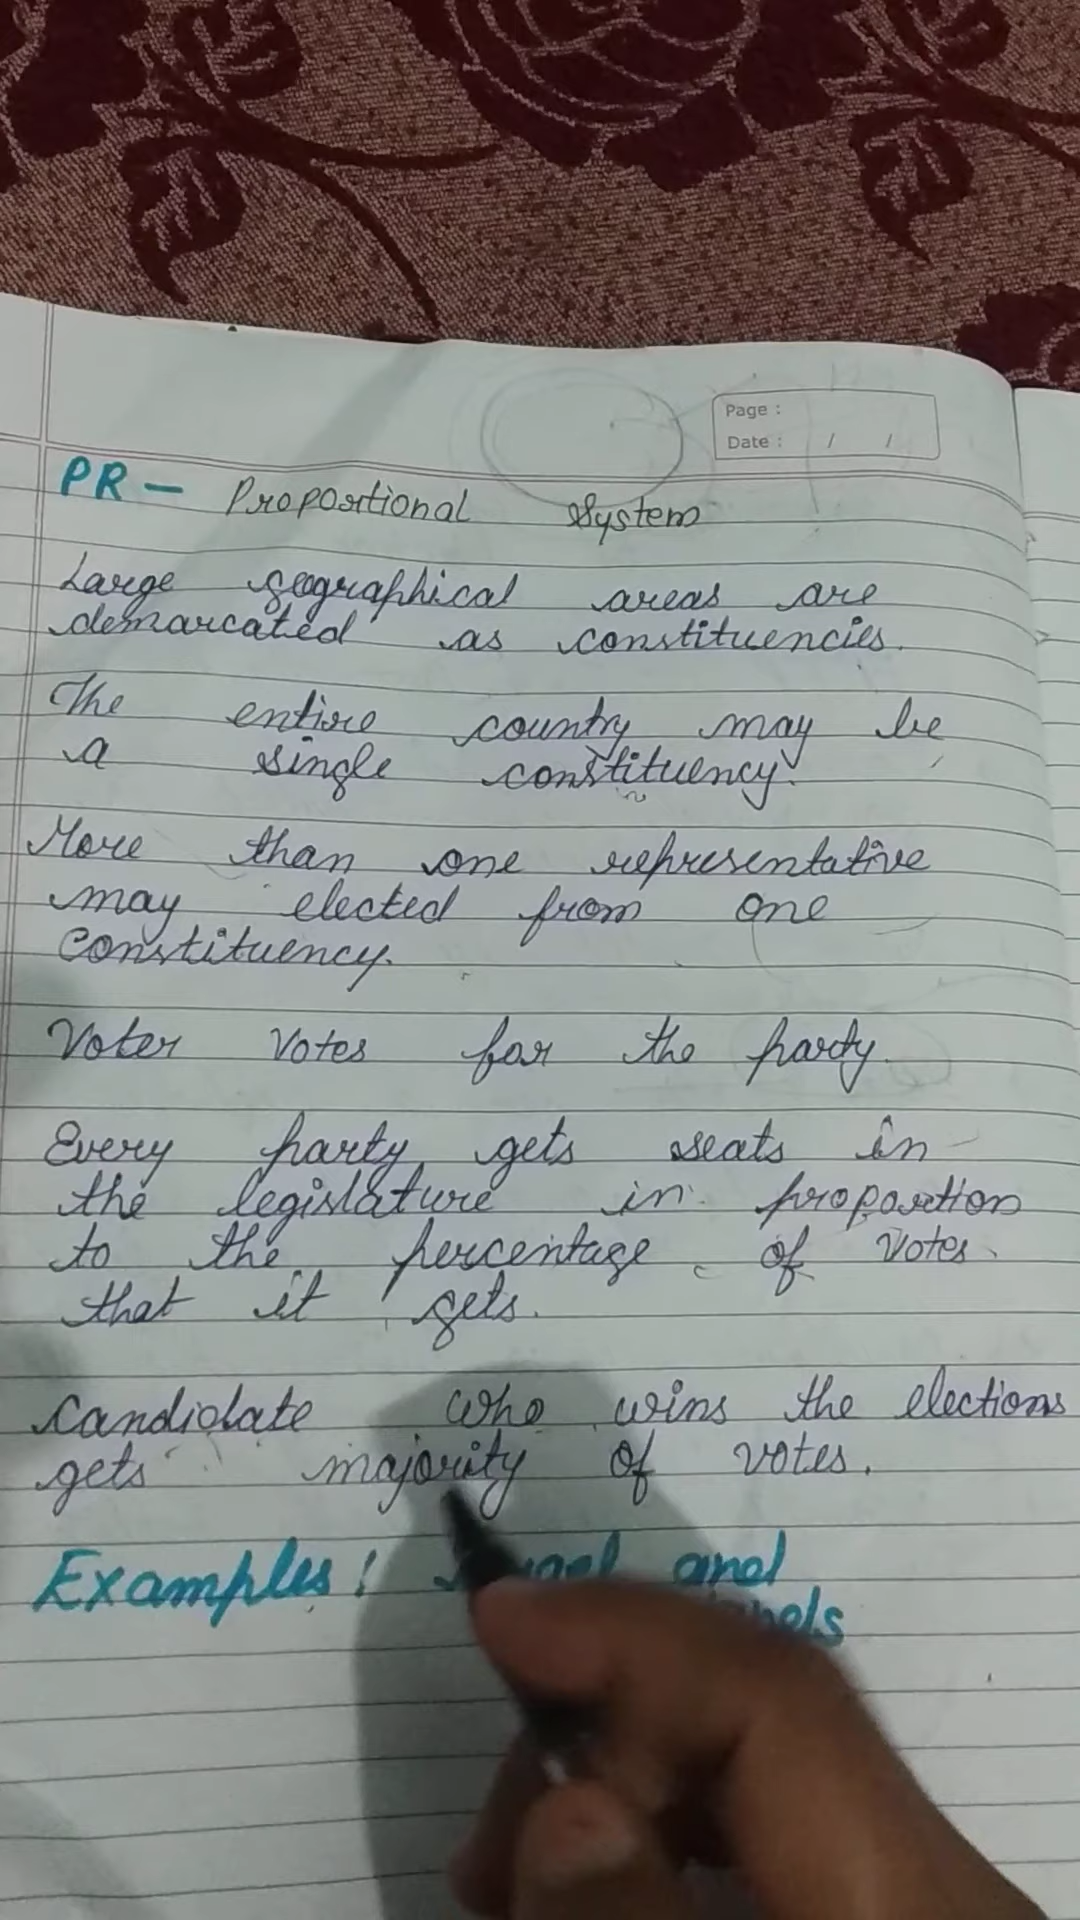 Page :
Date : / /
PR - Proportional System
Large geographical areas are
demarcated as constituencies.
The entire country may be
a single constituency.
More than one representative
may elected from one
constituency.
Voter votes for the party.
Every party gets seats in
the legislature in proportion
to the percentage of votes
that it gets.
Candidate who wins the elections
gets majority of votes.
Examples: and